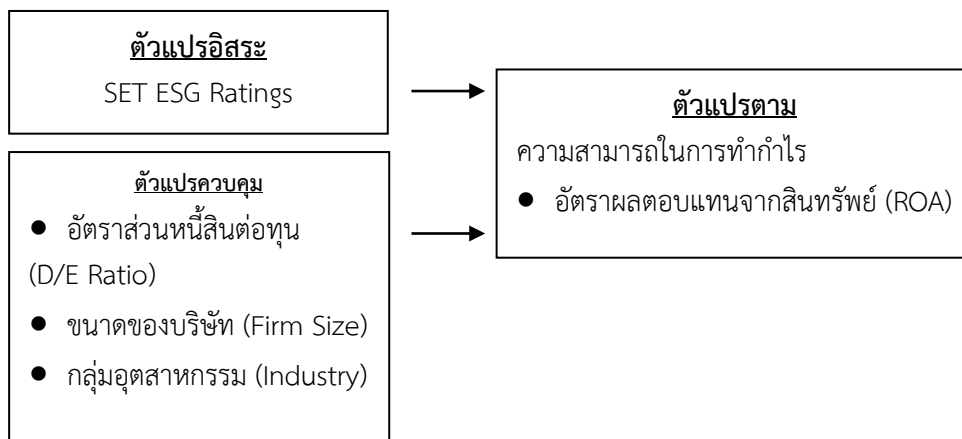 ตัวแปรอิสระ
SET ESG Ratings
ตัวแปรควบคุม
● อัตราส่วนหนี้สินต่อทุน
(D/E Ratio)
● ขนาดของบริษัท (Firm Size)
● กลุ่มอุตสาหกรรม (Industry)
ตัวแปรตาม
ความสามารถในการทำกำไร
● อัตราผลตอบแทนจากสินทรัพย์ (ROA)